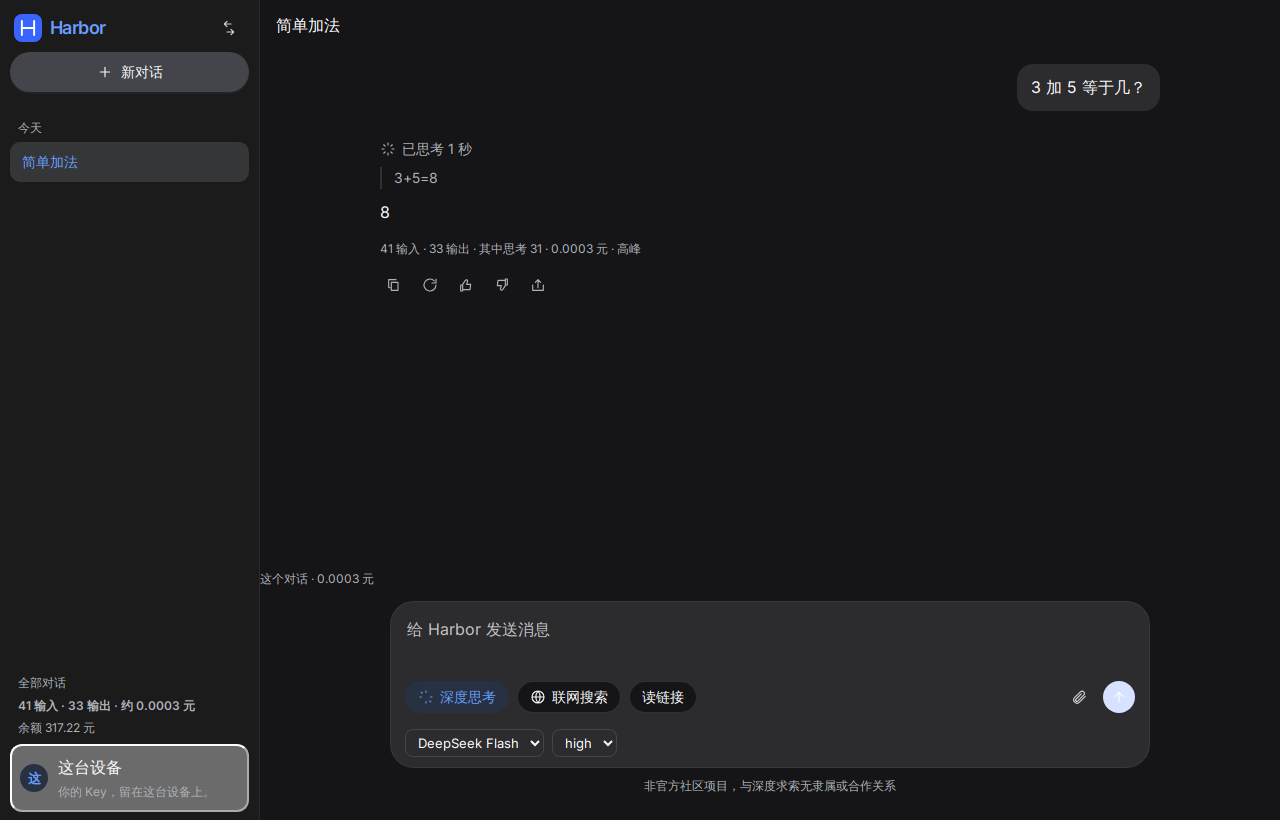 Harbor
新对话
今天
简单加法
全部对话
41 输入 · 33 输出 · 约 0.0003 元
余额 317.22 元
这
这台设备
你的 Key，留在这台设备上。
简单加法
3 加 5 等于几？
已思考 1 秒
3+5=8
8
41 输入 · 33 输出 · 其中思考 31 · 0.0003 元 · 高峰
这个对话 · 0.0003 元
给 Harbor 发送消息
深度思考
联网搜索
读链接
DeepSeek Flash
high
非官方社区项目，与深度求索无隶属或合作关系